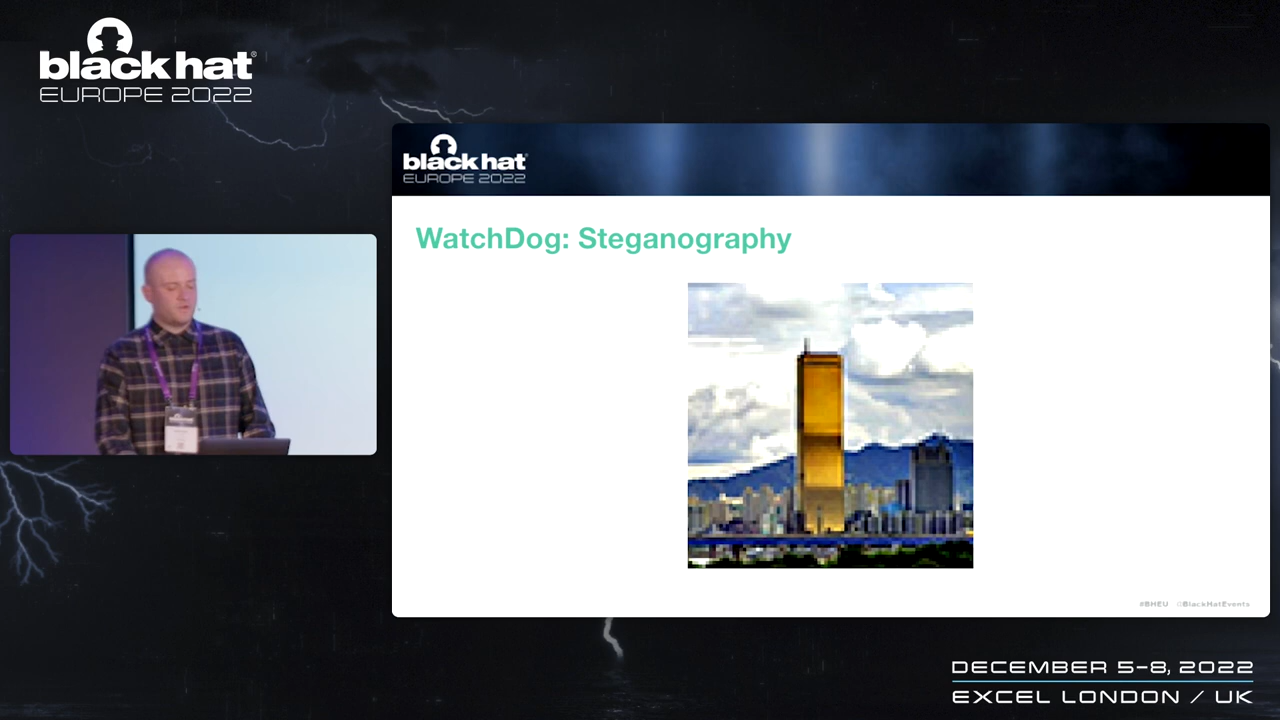 black hat®
EUROPE 2022
black hat®
EUROPE 2022
WatchDog: Steganography
#BHEU @BlackHatEvents
DECEMBER 5-8, 2022
EXCEL LONDON / UK